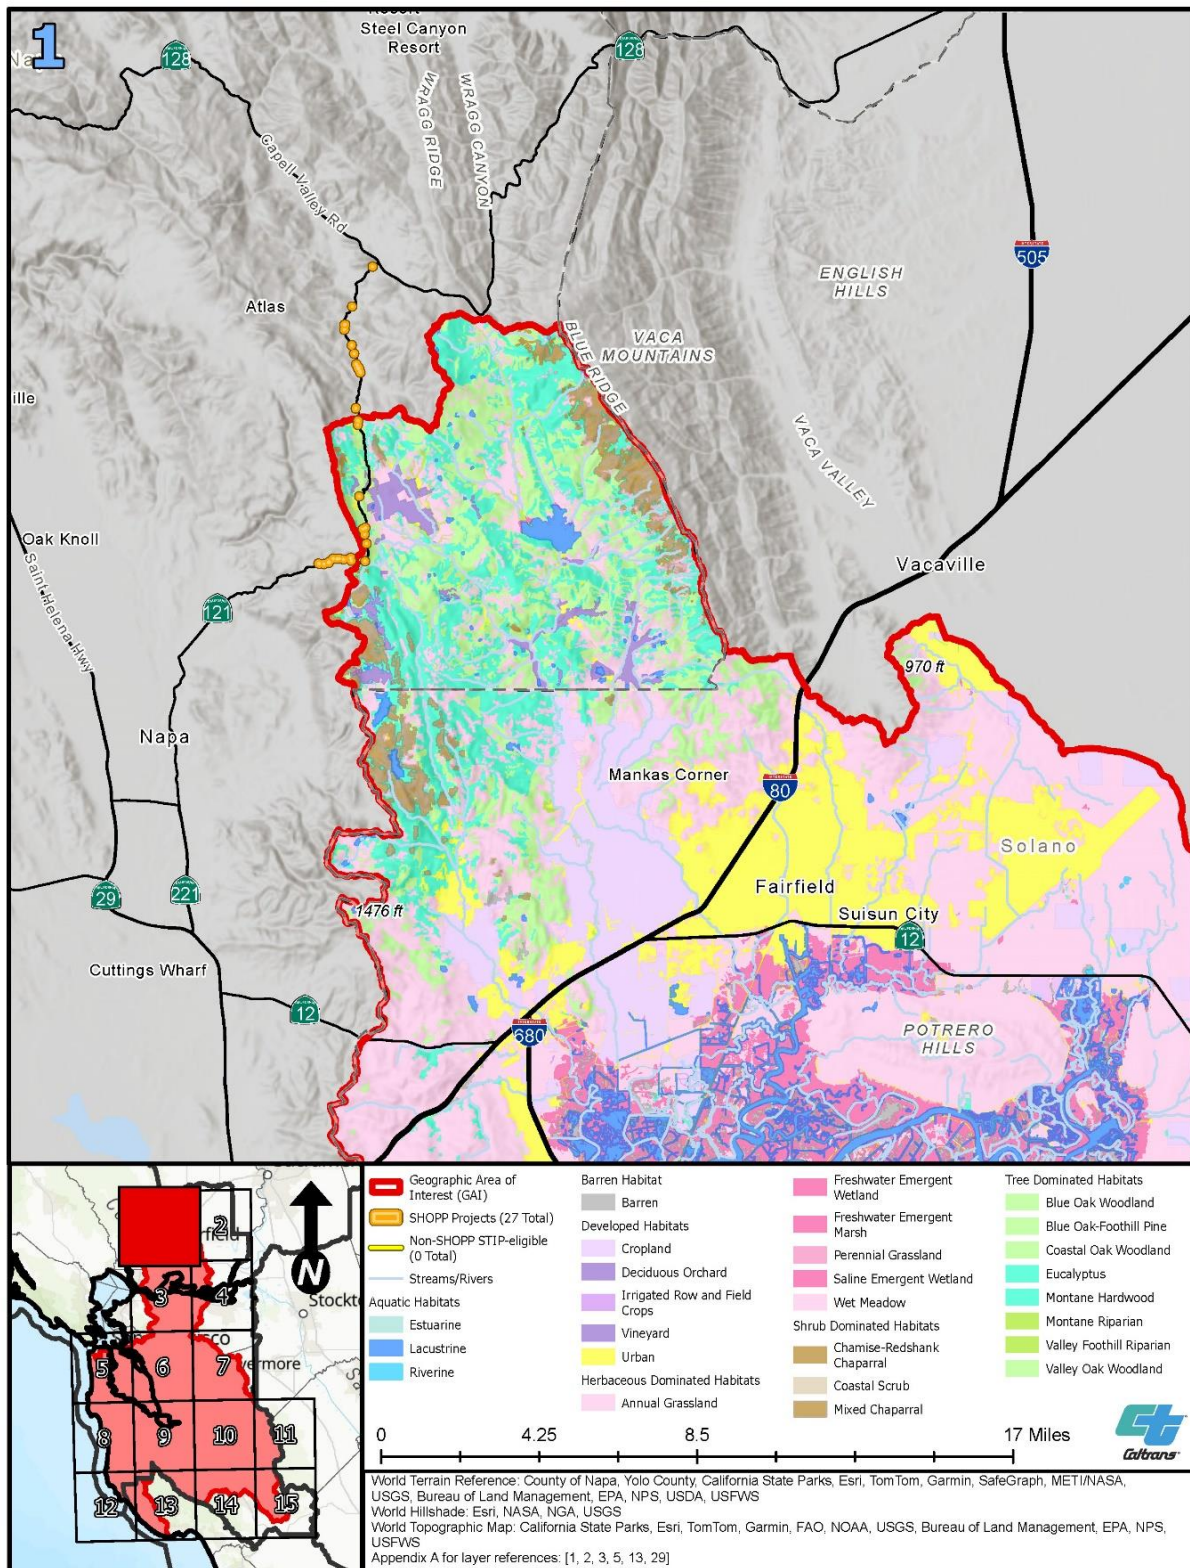 1
Resort
Steel Canyon
Resort
128
128
WRAGG RIDGE
WRAGG CANYON
Capell Valley Rd
505
ENGLISH
HILLS
Atlas
BLUE RIDGE
VACA
MOUNTAINS
ille
VACA VALLEY
Oak Knoll
Saint Helena Hwy
Vacaville
121
970 ft
Napa
Mankas Corner
80
Solano
29
221
1476 ft
Fairfield
Suisun City
12
Cuttings Wharf
12
680
POTRERO
HILLS
2
field
N
3
4
Stockt
sco
5
6
7
vermore
8
9
10
11
12
13
14
15
Geographic Area of
Interest (GAI)
SHOPP Projects (27 Total)
Non-SHOPP STIP-eligible
(0 Total)
Streams/Rivers
Aquatic Habitats
Estuarine
Lacustrine
Riverine
Barren Habitat
Barren
Developed Habitats
Cropland
Deciduous Orchard
Irrigated Row and Field
Crops
Vineyard
Urban
Herbaceous Dominated Habitats
Annual Grassland
Freshwater Emergent
Wetland
Freshwater Emergent
Marsh
Perennial Grassland
Saline Emergent Wetland
Wet Meadow
Shrub Dominated Habitats
Chamise-Redshank
Chaparral
Coastal Scrub
Mixed Chaparral
Tree Dominated Habitats
Blue Oak Woodland
Blue Oak-Foothill Pine
Coastal Oak Woodland
Eucalyptus
Montane Hardwood
Montane Riparian
Valley Foothill Riparian
Valley Oak Woodland
0 4.25 8.5 17 Miles
Caltrans
World Terrain Reference: County of Napa, Yolo County, California State Parks, Esri, TomTom, Garmin, SafeGraph, METI/NASA,
USGS, Bureau of Land Management, EPA, NPS, USDA, USFWS
World Hillshade: Esri, NASA, NGA, USGS
World Topographic Map: California State Parks, Esri, TomTom, Garmin, FAO, NOAA, USGS, Bureau of Land Management, EPA, NPS,
USFWS
Appendix A for layer references: [1, 2, 3, 5, 13, 29]